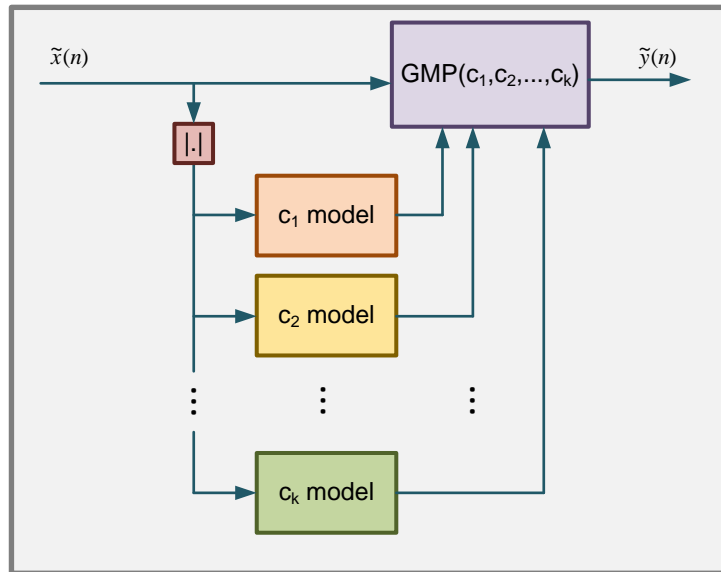 x̃(n)
GMP(c₁,c₂,...,cₖ)
ỹ(n)
|.|
c₁ model
c₂ model
⋮ ⋮ ⋮
cₖ model